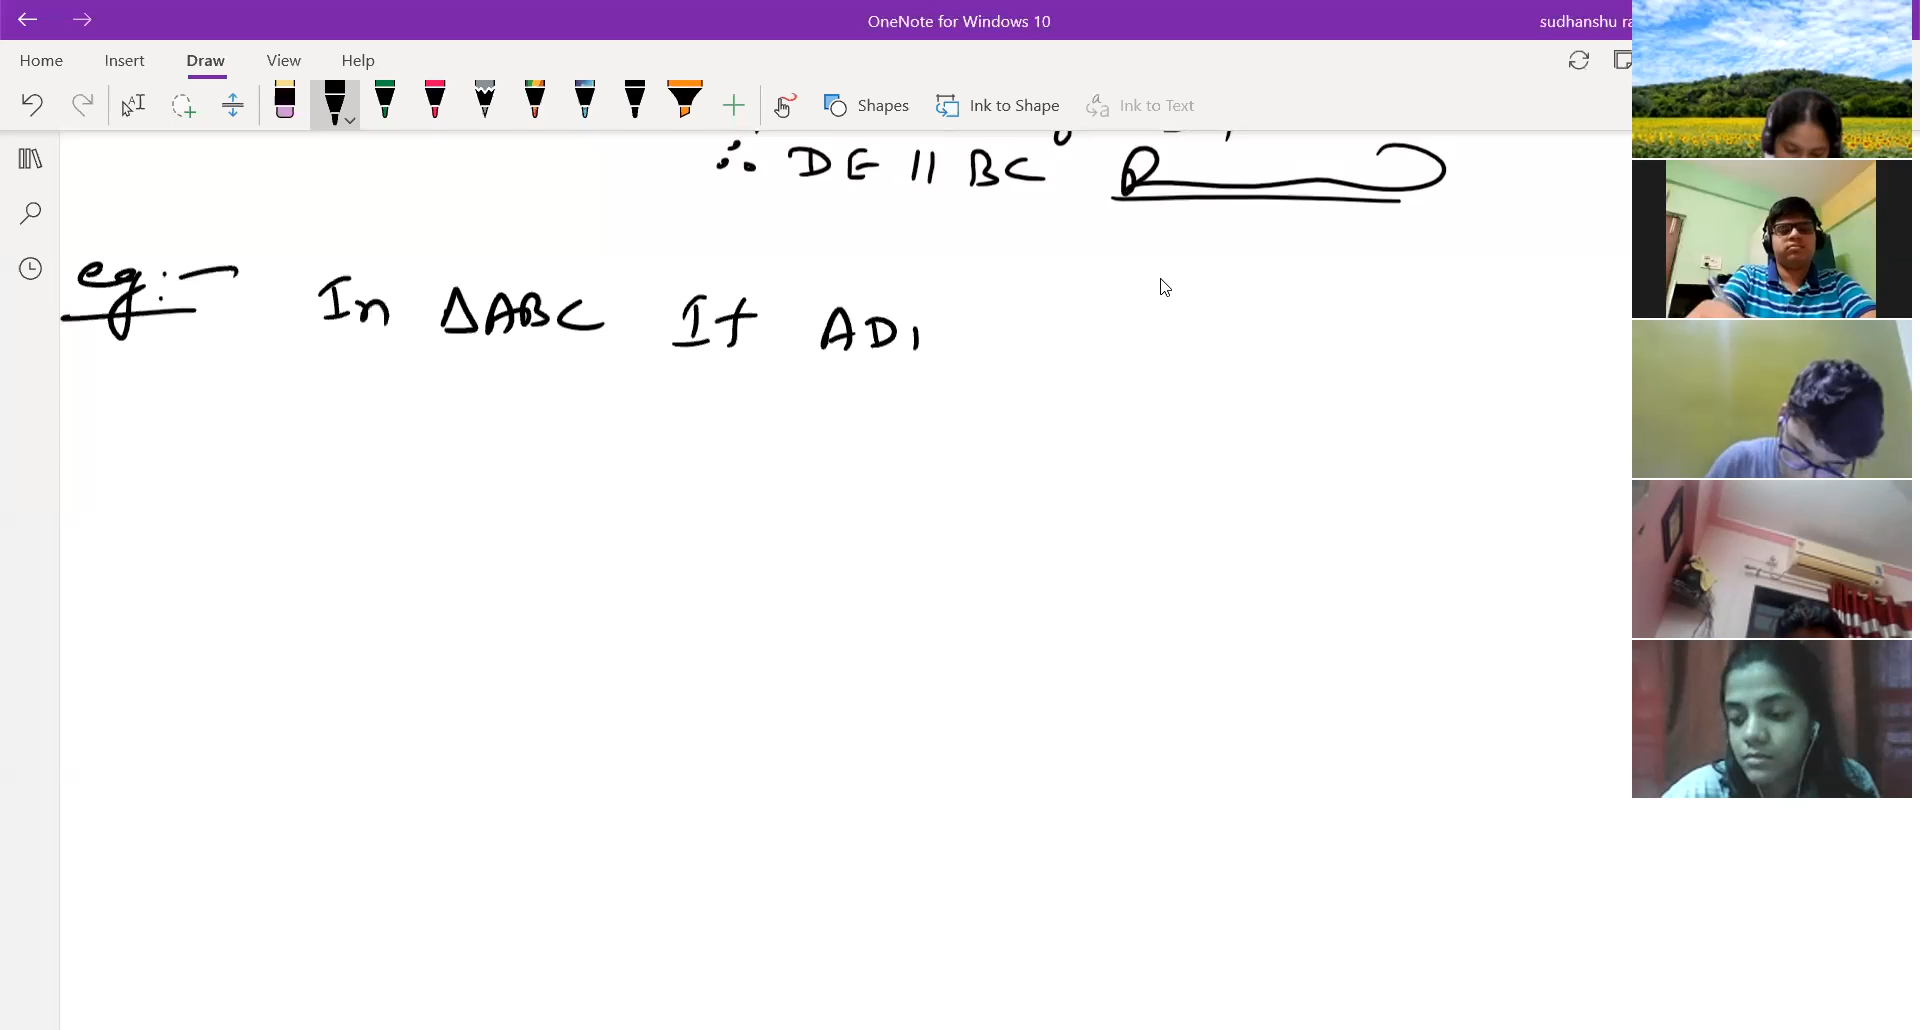 OneNote for Windows 10
sudhanshu ra
Home Insert Draw View Help
Shapes Ink to Shape Ink to Text
∴ DE || BC
eg:— In ΔABC If AD,